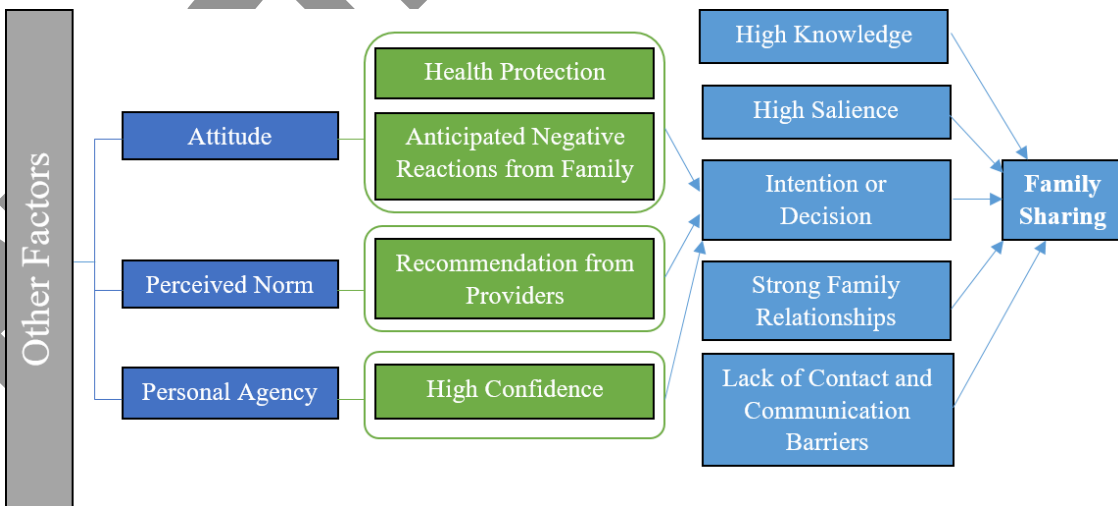 Other Factors
Attitude
Perceived Norm
Personal Agency
Health Protection
Anticipated Negative
Reactions from Family
Recommendation from
Providers
High Confidence
High Knowledge
High Salience
Intention or
Decision
Strong Family
Relationships
Lack of Contact and
Communication
Barriers
Family
Sharing